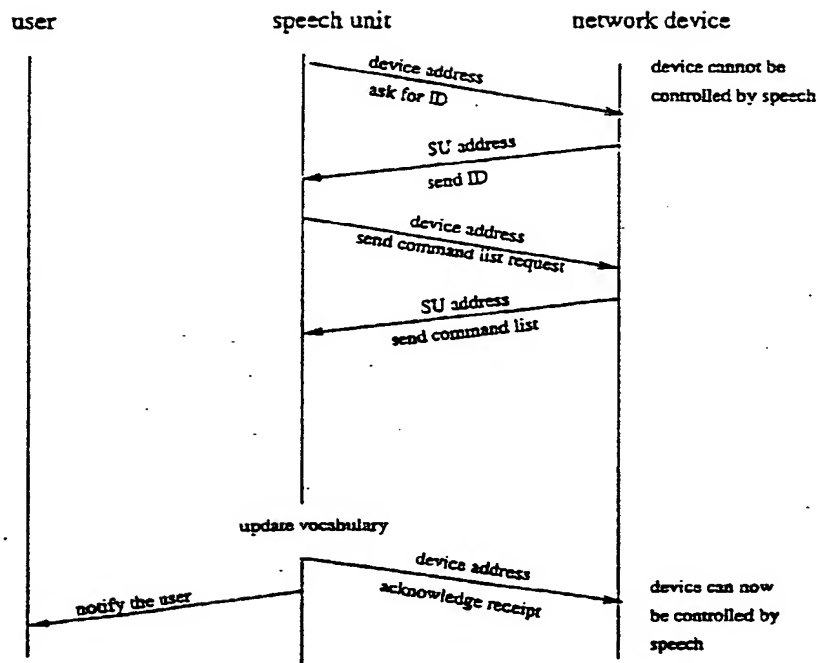 user
speech unit
network device
device address
ask for ID
device cannot be
controlled by speech
SU address
send ID
device address
send command list request
SU address
send command list
update vocabulary
device address
acknowledge receipt
notify the user
device can now
be controlled by
speech